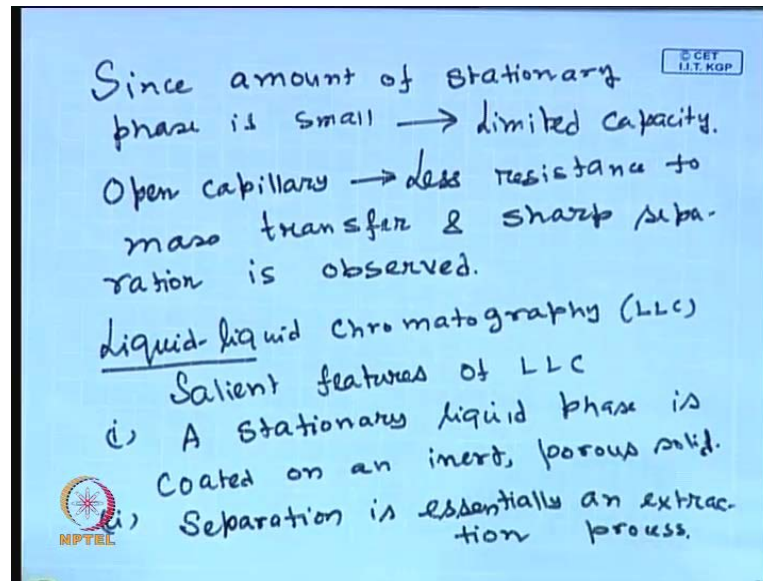 © CET
I.I.T. KGP
Since amount of stationary
phase is small → Limited capacity.
Open capillary → Less resistance to
mass transfer & sharp sepa-
ration is observed.
Liquid-liquid Chromatography (LLC)
Salient features of LLC
i) A stationary liquid phase is
coated on an inert, porous solid.
ii) Separation is essentially an extrac-
tion process.
NPTEL